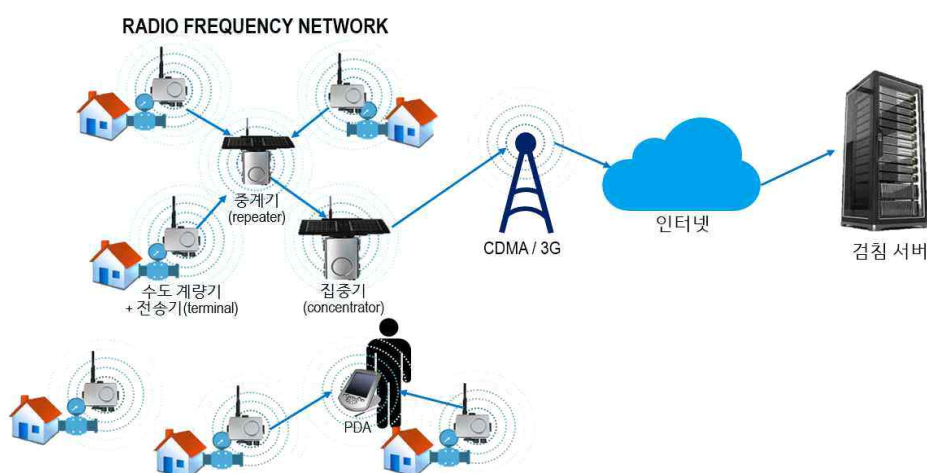 RADIO FREQUENCY NETWORK
중계기
(repeater)
CDMA / 3G
인터넷
검침 서버
수도 계량기
+ 전송기(terminal)
집중기
(concentrator)
PDA